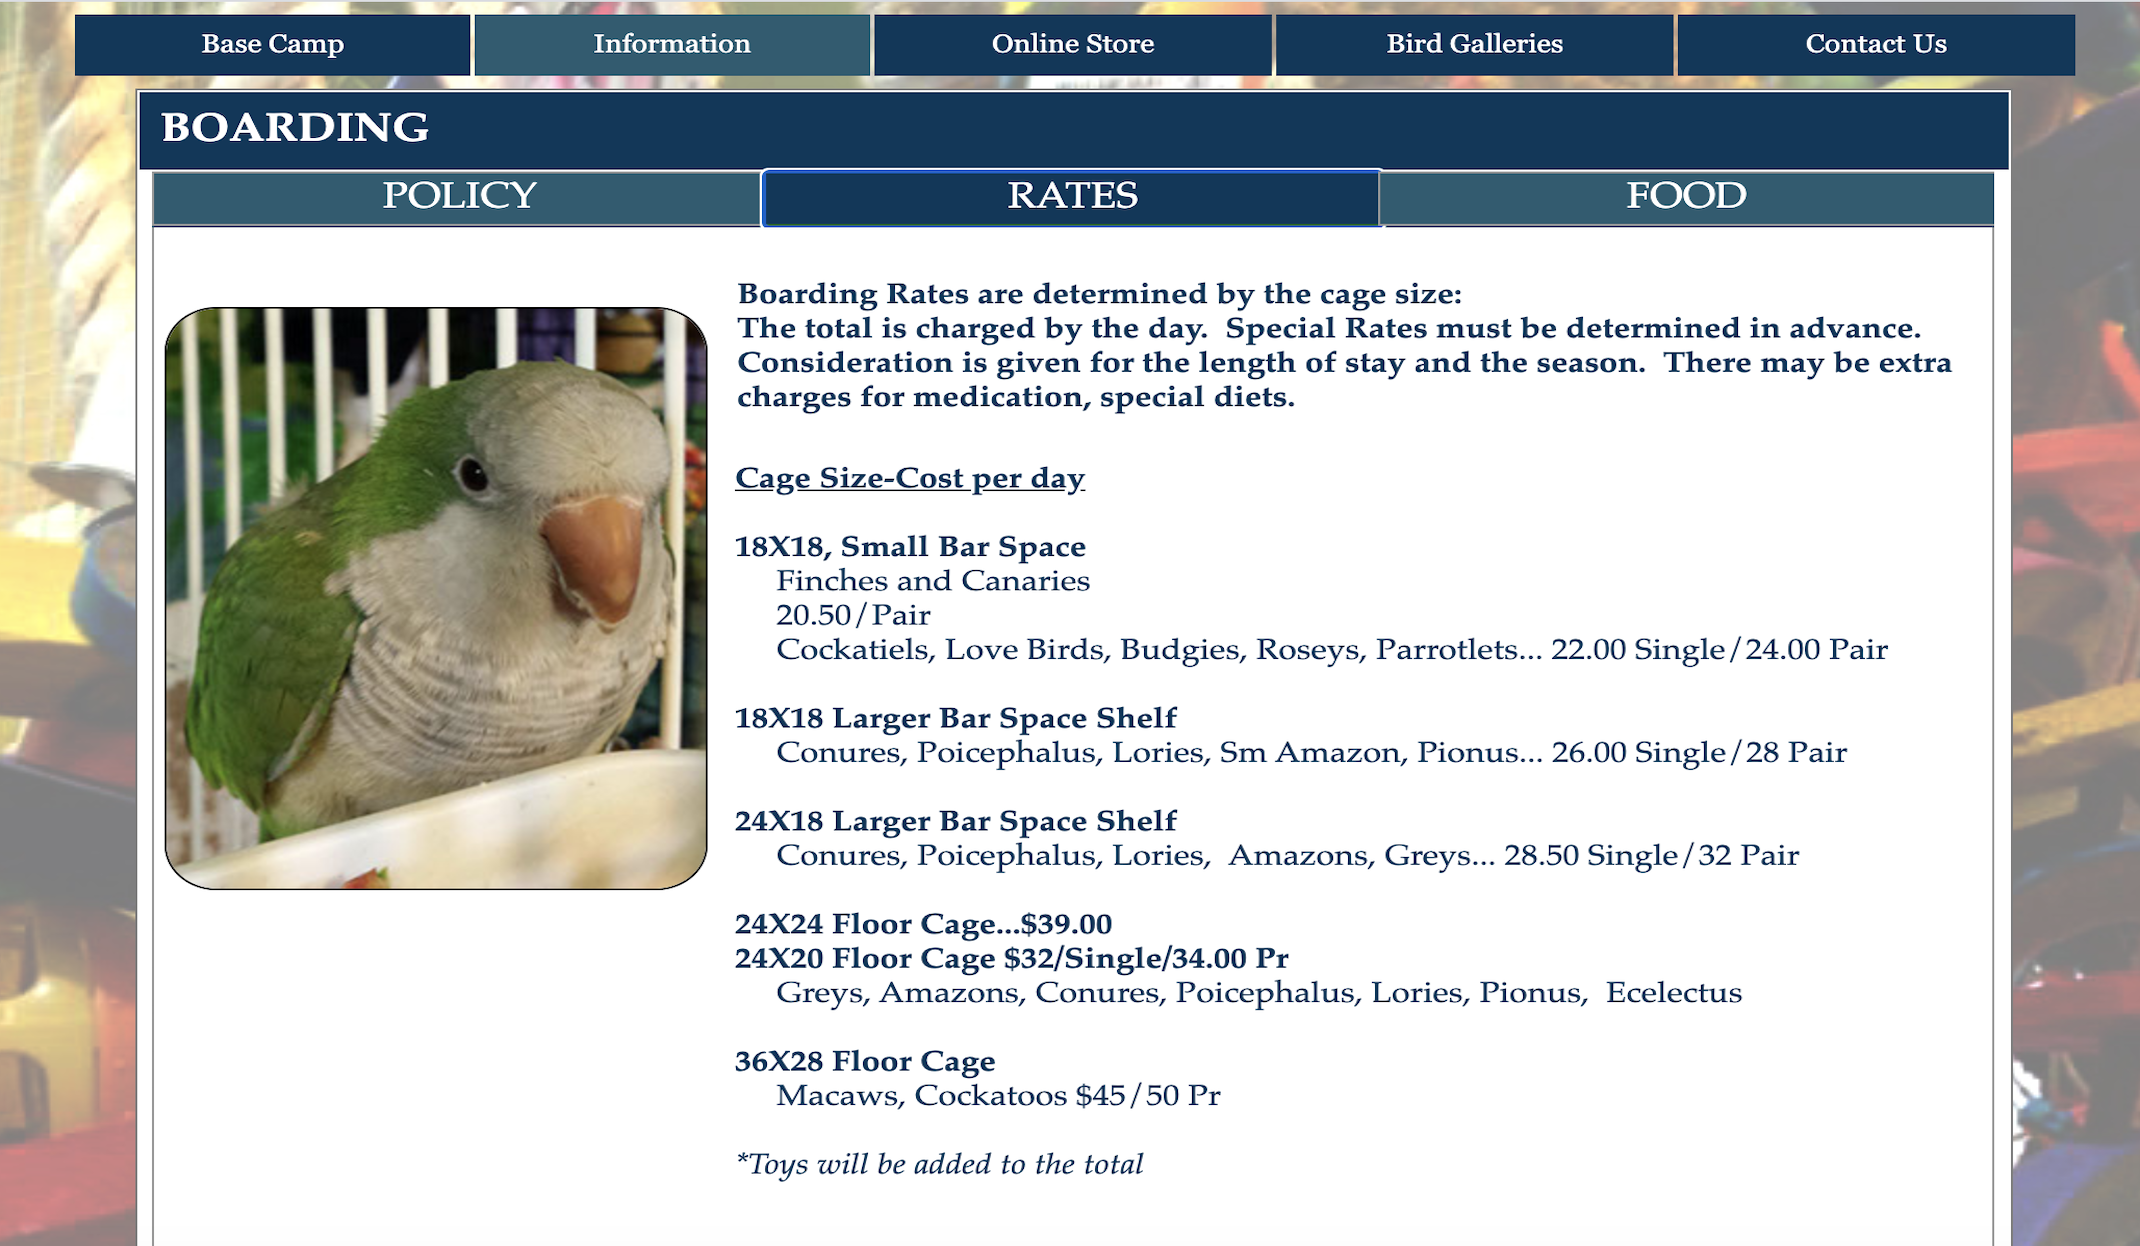 Base Camp
Information
Online Store
Bird Galleries
Contact Us
BOARDING
POLICY
RATES
FOOD
Boarding Rates are determined by the cage size:
The total is charged by the day.  Special Rates must be determined in advance.
Consideration is given for the length of stay and the season.  There may be extra
charges for medication, special diets.
Cage Size-Cost per day
18X18, Small Bar Space
Finches and Canaries
20.50/Pair
Cockatiels, Love Birds, Budgies, Roseys, Parrotlets... 22.00 Single/24.00 Pair
18X18 Larger Bar Space Shelf
Conures, Poicephalus, Lories, Sm Amazon, Pionus... 26.00 Single/28 Pair
24X18 Larger Bar Space Shelf
Conures, Poicephalus, Lories,  Amazons, Greys... 28.50 Single/32 Pair
24X24 Floor Cage...$39.00
24X20 Floor Cage $32/Single/34.00 Pr
Greys, Amazons, Conures, Poicephalus, Lories, Pionus,  Ecelectus
36X28 Floor Cage
Macaws, Cockatoos $45/50 Pr
*Toys will be added to the total